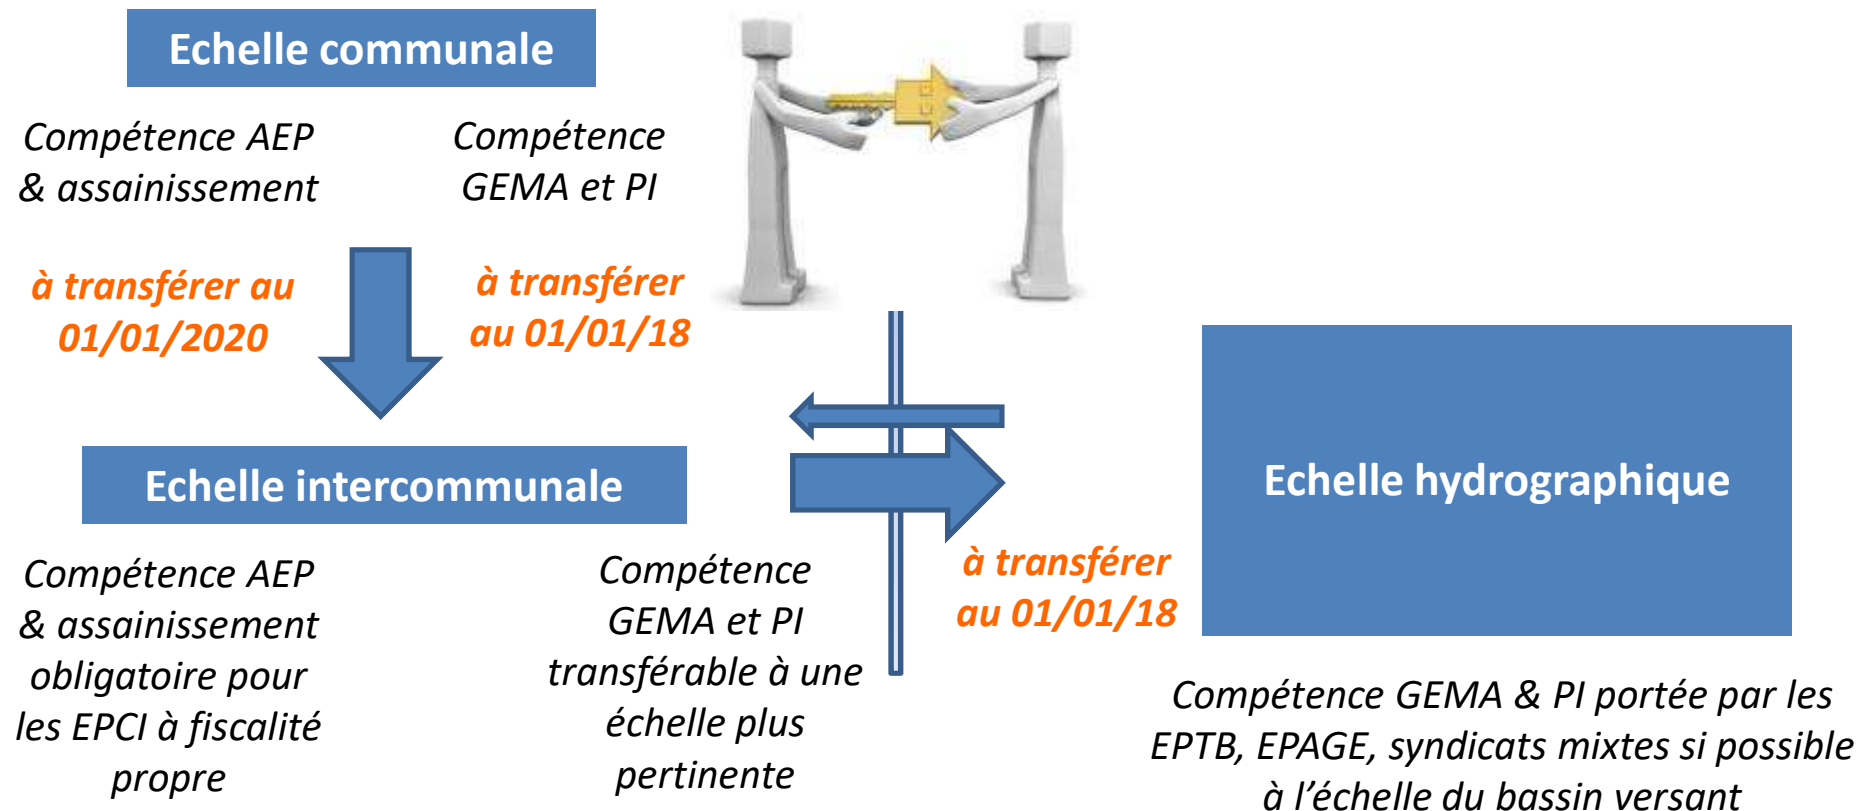 Echelle communale
Compétence AEP
& assainissement
Compétence
GEMA et PI
à transférer au
01/01/2020
à transférer
au 01/01/18
Echelle intercommunale
Compétence AEP
& assainissement
obligatoire pour
les EPCI à fiscalité
propre
Compétence
GEMA et PI
transférable à une
échelle plus
pertinente
à transférer
au 01/01/18
Echelle hydrographique
Compétence GEMA & PI portée par les
EPTB, EPAGE, syndicats mixtes si possible
à l’échelle du bassin versant